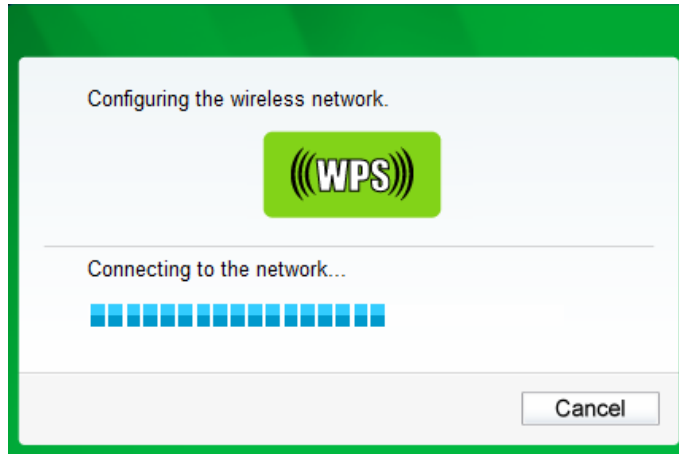 Configuring the wireless network.
(((WPS)))
Connecting to the network...
Cancel